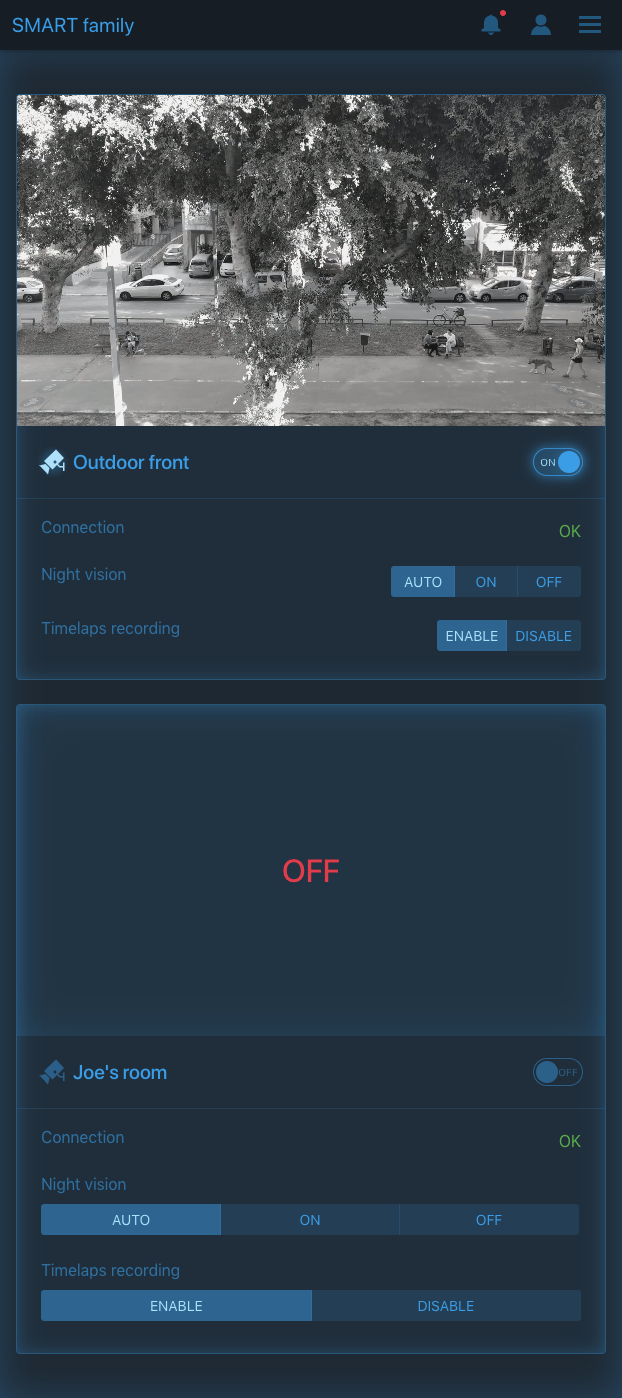 SMART family
Outdoor front
ON
Connection
OK
Night vision
AUTO ON OFF
Timelaps recording
ENABLE DISABLE
OFF
Joe's room
OFF
Connection
OK
Night vision
AUTO ON OFF
Timelaps recording
ENABLE DISABLE